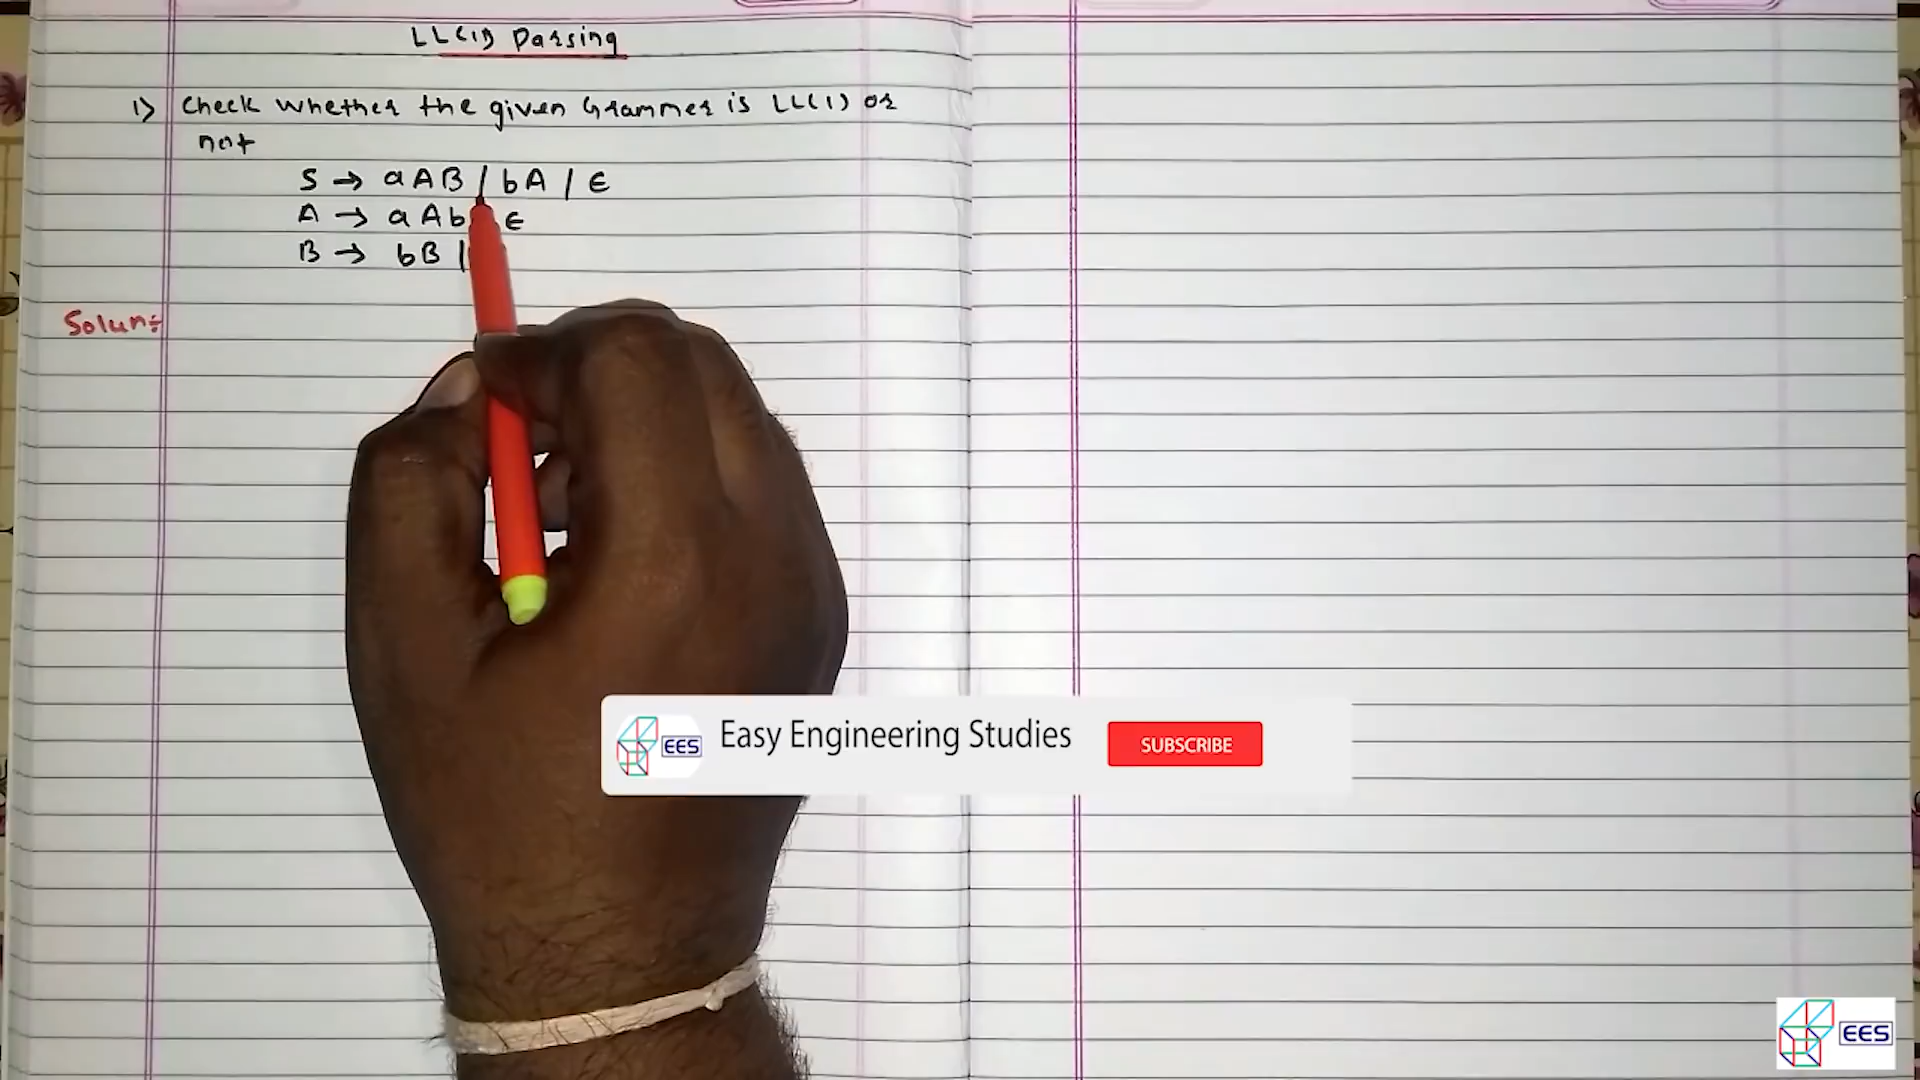 LL(1) Parsing
1) Check whether the given Grammer is LL(1) or
not
S → aAB / bA / ϵ
A → aAb ϵ
B → bB |
Solun:
EES Easy Engineering Studies SUBSCRIBE
EES